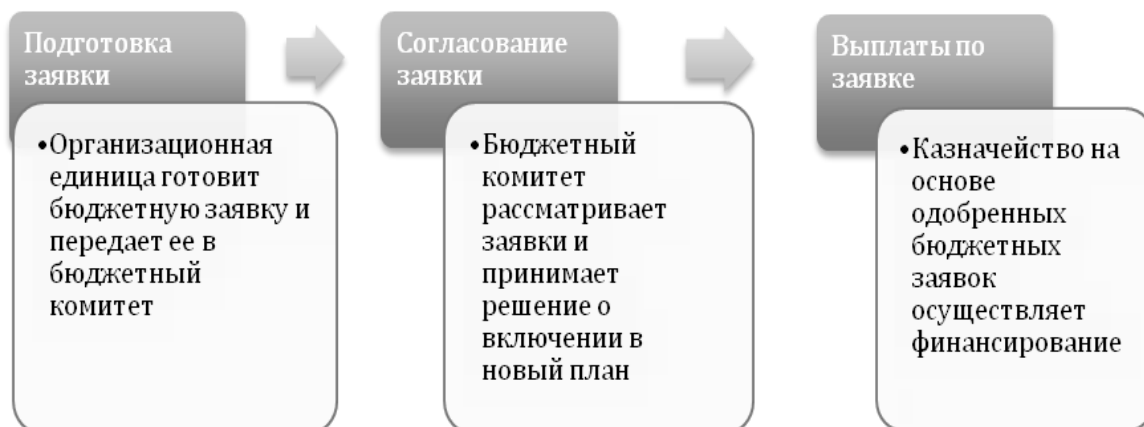 Подготовка
заявки
•Организационная
единица готовит
бюджетную заявку и
передает ее в
бюджетный
комитет
Согласование
заявки
•Бюджетный
комитет
рассматривает
заявки и
принимает
решение о
включении в
новый план
Выплаты по
заявке
•Казначейство на
основе
одобренных
бюджетных
заявок
осуществляет
финансирование